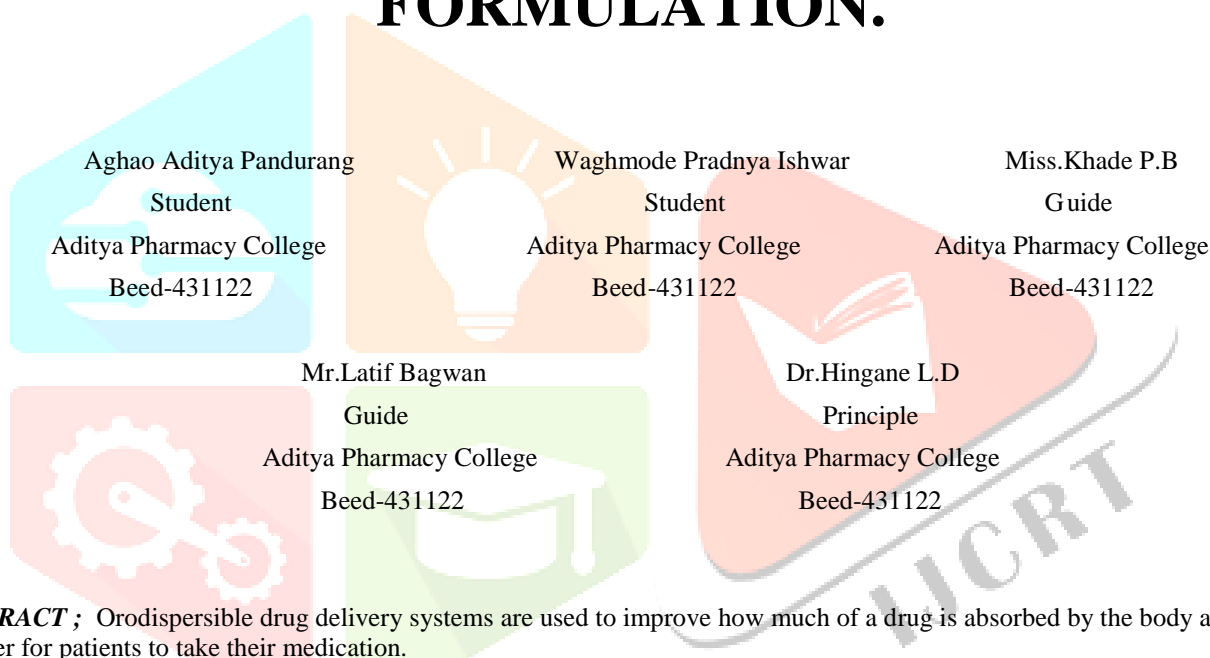 FORMULATION.
Aghao Aditya Pandurang Waghmode Pradnya Ishwar Miss.Khade P.B
Student Student Guide
Aditya Pharmacy College Aditya Pharmacy College Aditya Pharmacy College
Beed-431122 Beed-431122 Beed-431122
Mr.Latif Bagwan Dr.Hingane L.D
Guide Principle
Aditya Pharmacy College Aditya Pharmacy College
Beed-431122 Beed-431122
IJCRT
RACT ; Orodispersible drug delivery systems are used to improve how much of a drug is absorbed by the body a
er for patients to take their medication.